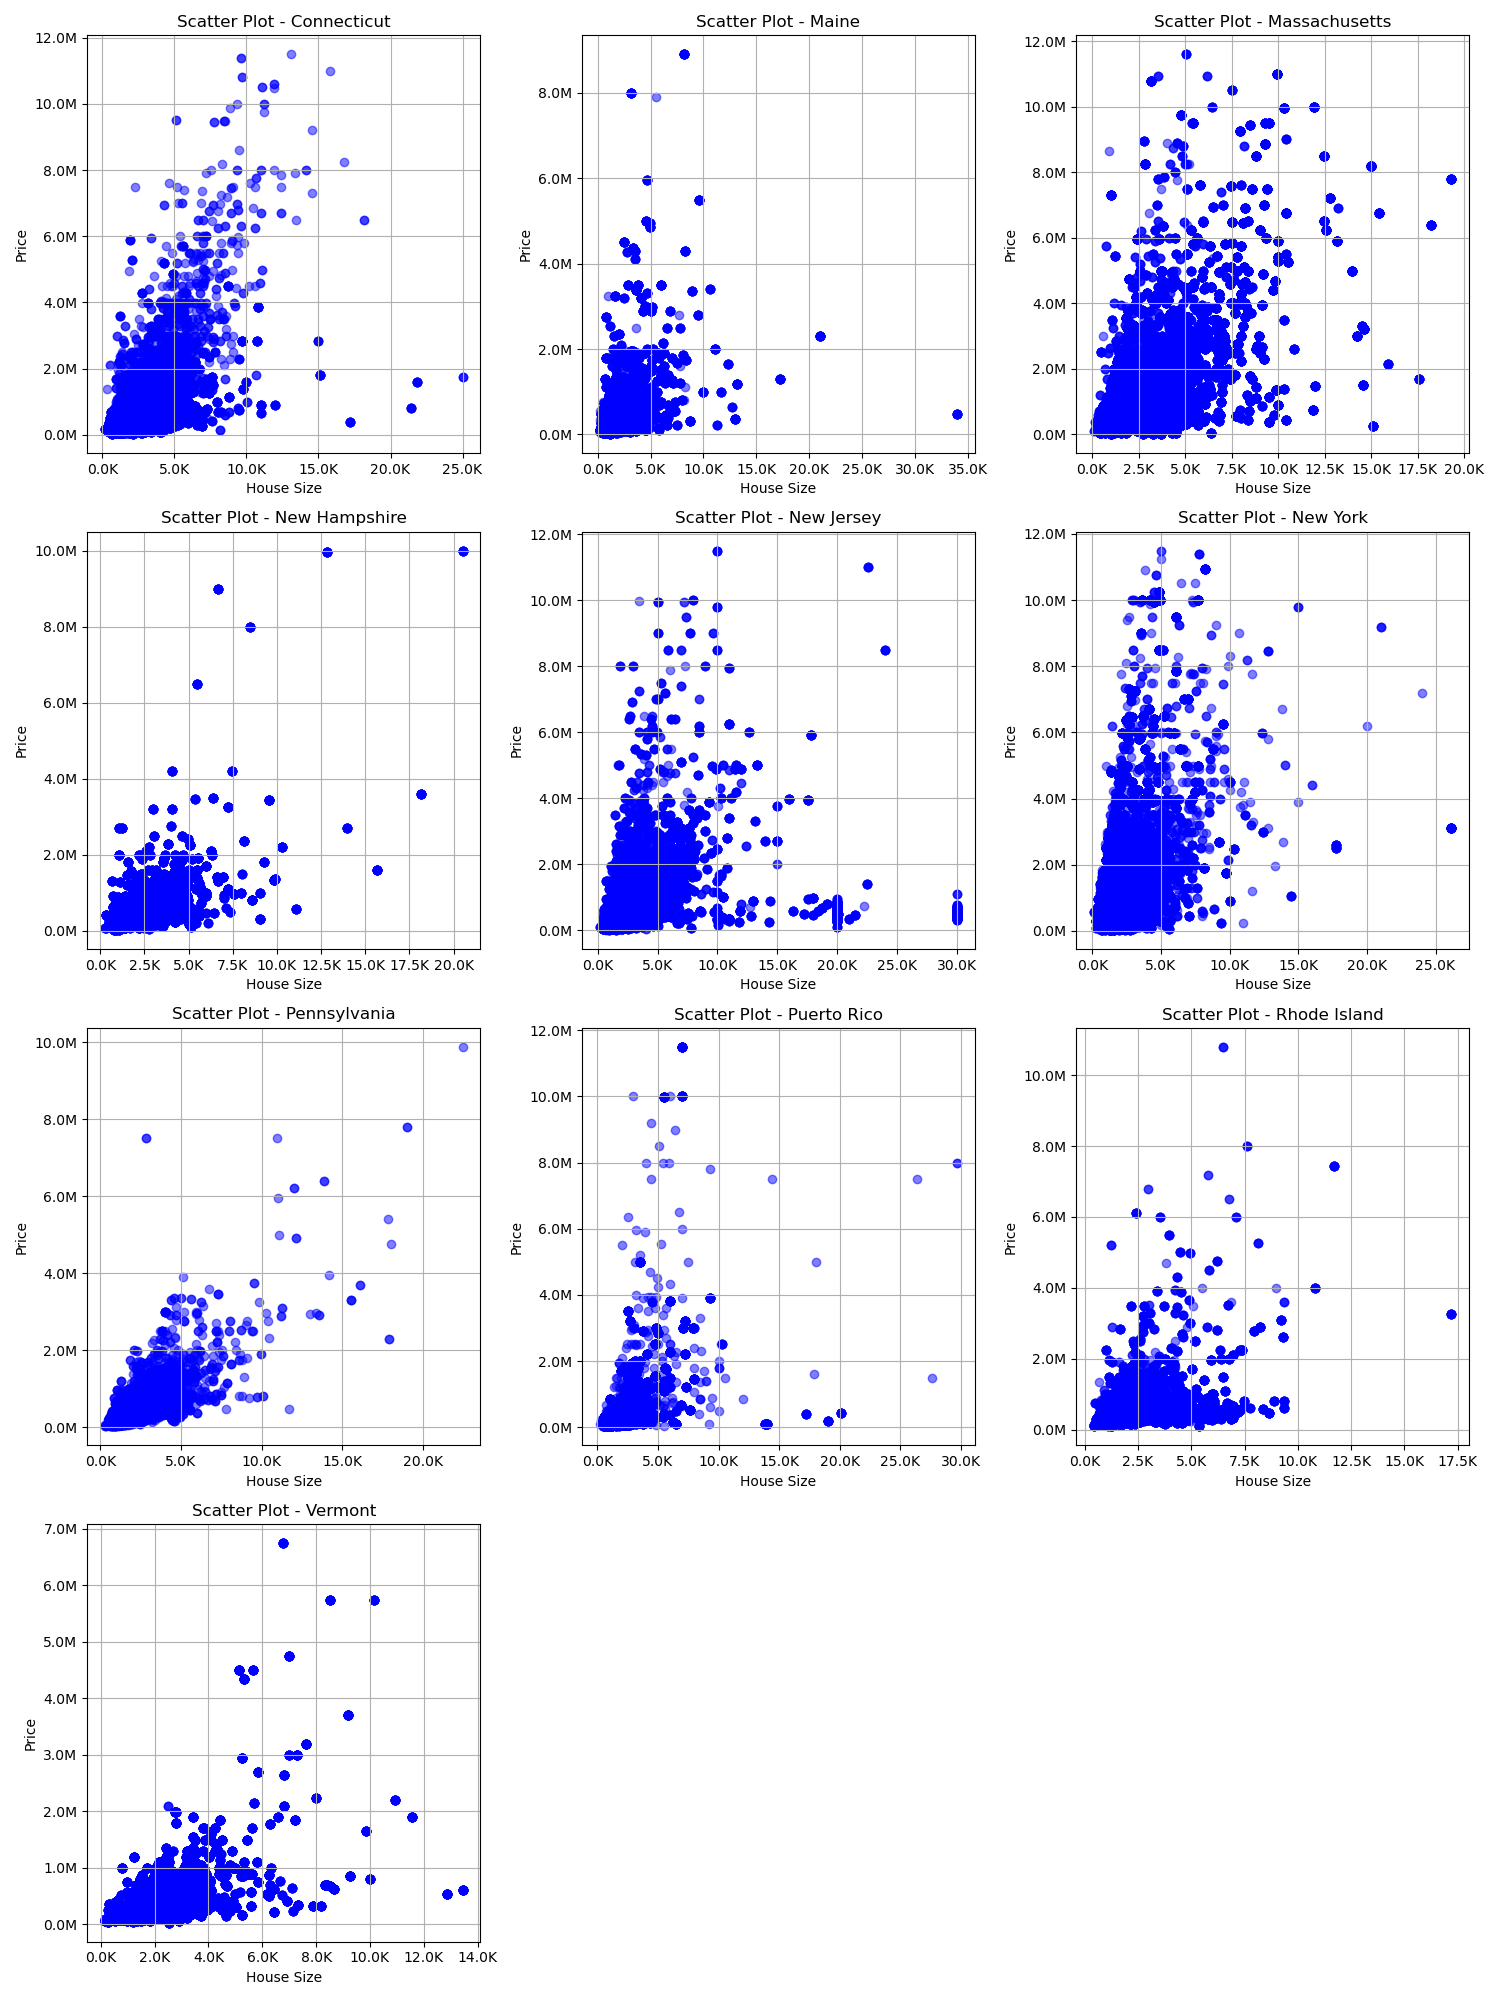 Scatter Plot - Connecticut
12.0M
10.0M
8.0M
6.0M
4.0M
2.0M
0.0M
Price
0.0K 5.0K 10.0K 15.0K 20.0K 25.0K
House Size
Scatter Plot - Maine
8.0M
6.0M
4.0M
2.0M
0.0M
Price
0.0K 5.0K 10.0K 15.0K 20.0K 25.0K 30.0K 35.0K
House Size
Scatter Plot - Massachusetts
12.0M
10.0M
8.0M
6.0M
4.0M
2.0M
0.0M
Price
0.0K 2.5K 5.0K 7.5K 10.0K 12.5K 15.0K 17.5K 20.0K
House Size
Scatter Plot - New Hampshire
10.0M
8.0M
6.0M
4.0M
2.0M
0.0M
Price
0.0K 2.5K 5.0K 7.5K 10.0K 12.5K 15.0K 17.5K 20.0K
House Size
Scatter Plot - New Jersey
12.0M
10.0M
8.0M
6.0M
4.0M
2.0M
0.0M
Price
0.0K 5.0K 10.0K 15.0K 20.0K 25.0K 30.0K
House Size
Scatter Plot - New York
12.0M
10.0M
8.0M
6.0M
4.0M
2.0M
0.0M
Price
0.0K 5.0K 10.0K 15.0K 20.0K 25.0K
House Size
Scatter Plot - Pennsylvania
10.0M
8.0M
6.0M
4.0M
2.0M
0.0M
Price
0.0K 5.0K 10.0K 15.0K 20.0K
House Size
Scatter Plot - Puerto Rico
12.0M
10.0M
8.0M
6.0M
4.0M
2.0M
0.0M
Price
0.0K 5.0K 10.0K 15.0K 20.0K 25.0K 30.0K
House Size
Scatter Plot - Rhode Island
10.0M
8.0M
6.0M
4.0M
2.0M
0.0M
Price
0.0K 2.5K 5.0K 7.5K 10.0K 12.5K 15.0K 17.5K
House Size
Scatter Plot - Vermont
7.0M
6.0M
5.0M
4.0M
3.0M
2.0M
1.0M
0.0M
Price
0.0K 2.0K 4.0K 6.0K 8.0K 10.0K 12.0K 14.0K
House Size